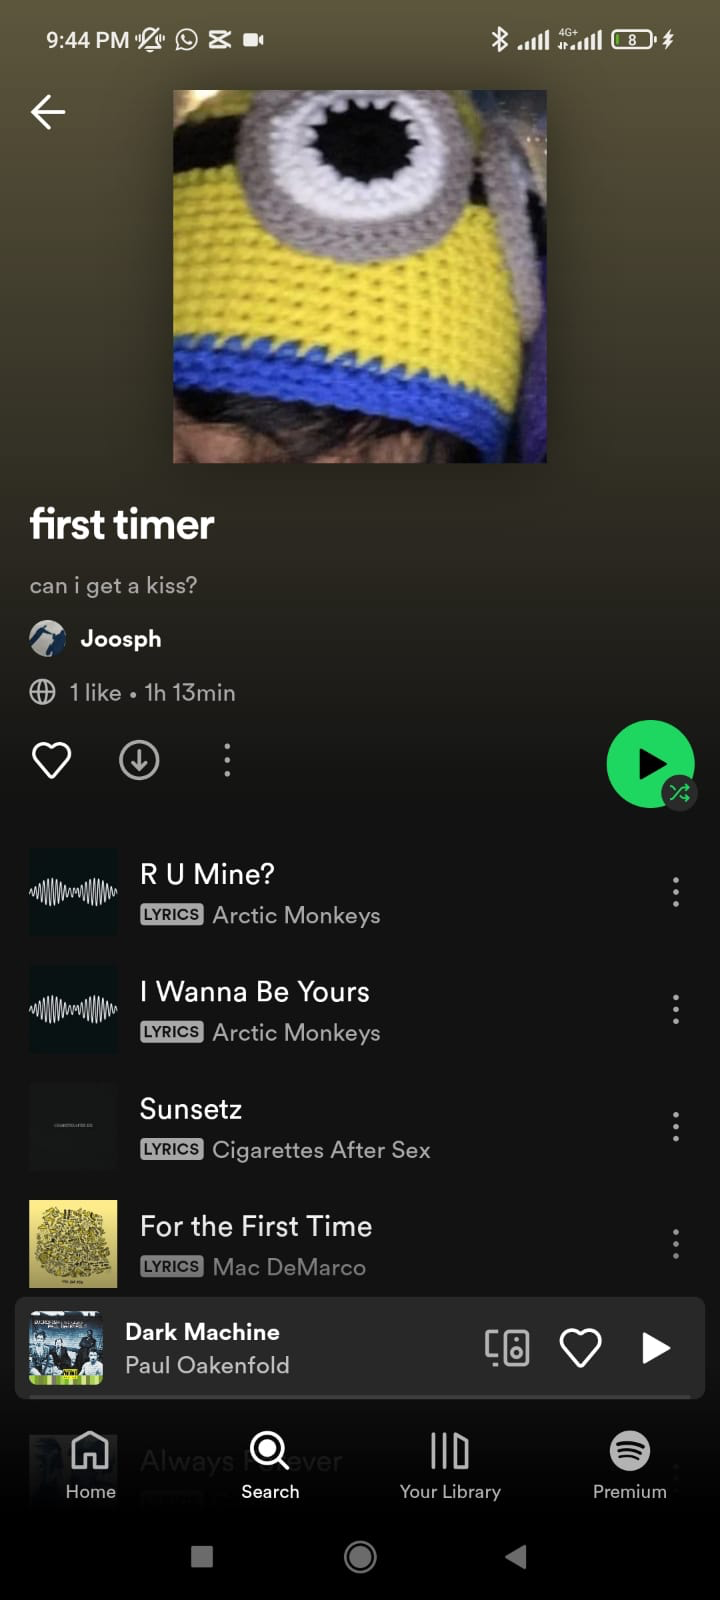 9:44 PM
4G+
8
first timer
can i get a kiss?
Joosph
1 like • 1h 13min
R U Mine?
LYRICS Arctic Monkeys
I Wanna Be Yours
LYRICS Arctic Monkeys
Sunsetz
LYRICS Cigarettes After Sex
For the First Time
LYRICS Mac DeMarco
Dark Machine
Paul Oakenfold
Always Forever
Home
Search
Your Library
Premium